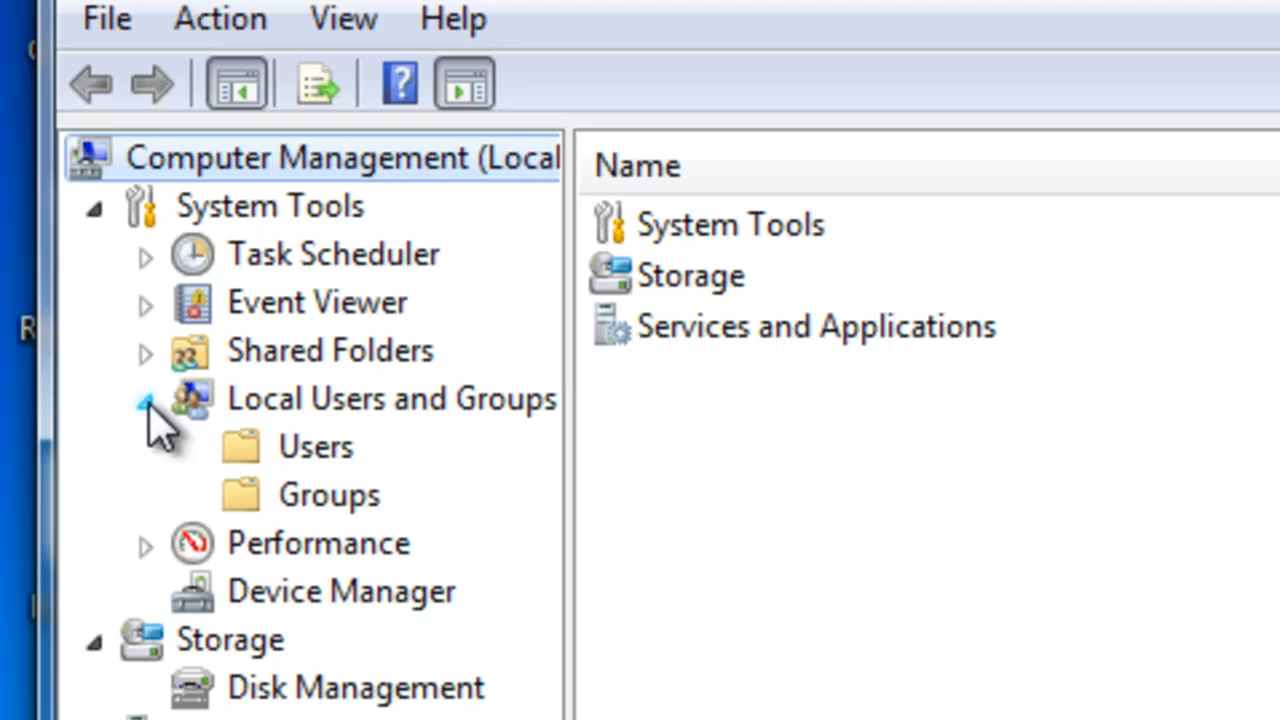 File Action View Help
Computer Management (Local
System Tools
Task Scheduler
Event Viewer
Shared Folders
Local Users and Groups
Users
Groups
Performance
Device Manager
Storage
Disk Management
Name
System Tools
Storage
Services and Applications
R